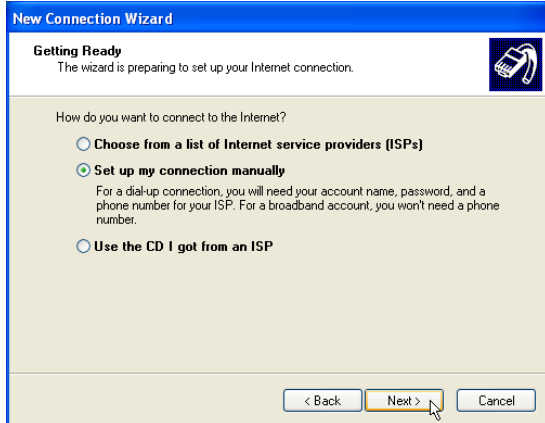 New Connection Wizard
Getting Ready
The wizard is preparing to set up your Internet connection.
How do you want to connect to the Internet?
Choose from a list of Internet service providers (ISPs)
Set up my connection manually
For a dial-up connection, you will need your account name, password, and a
phone number for your ISP. For a broadband account, you won't need a phone
number.
Use the CD I got from an ISP
< Back Next > Cancel